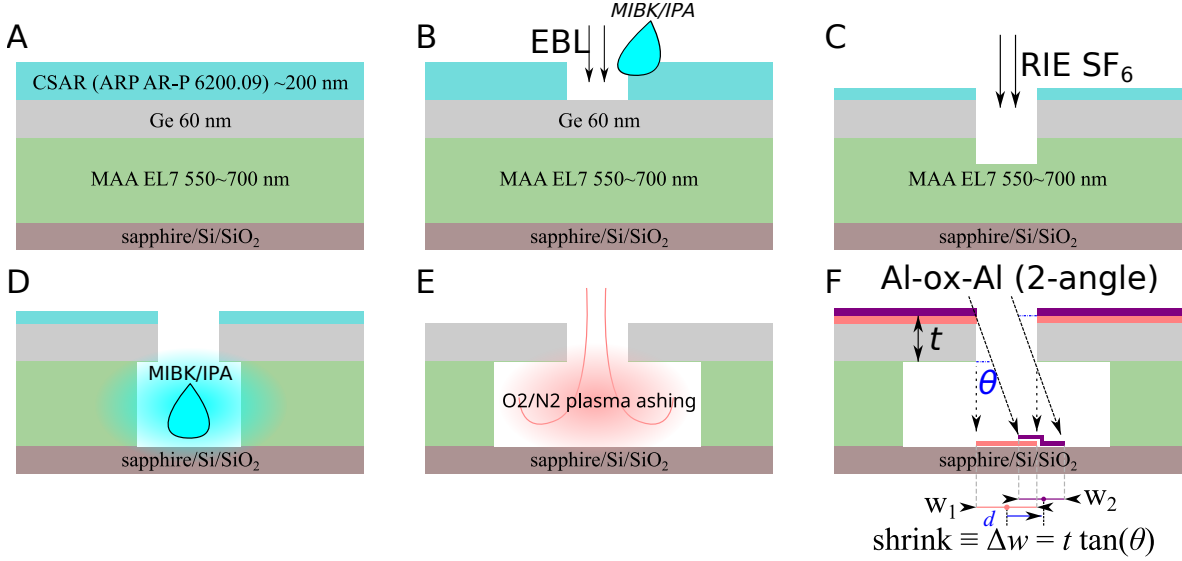 A
CSAR (ARP AR-P 6200.09) ~200 nm
Ge 60 nm
MAA EL7 550~700 nm
sapphire/Si/SiO₂
B
EBL
MIBK/IPA
Ge 60 nm
MAA EL7 550~700 nm
sapphire/Si/SiO₂
C
RIE SF₆
MAA EL7 550~700 nm
sapphire/Si/SiO₂
D
MIBK/IPA
sapphire/Si/SiO₂
E
O2/N2 plasma ashing
sapphire/Si/SiO₂
F
Al-ox-Al (2-angle)
t
θ
sapphire/Si/SiO₂
w₁
d
w₂
shrink ≡ Δw = t tan(θ)